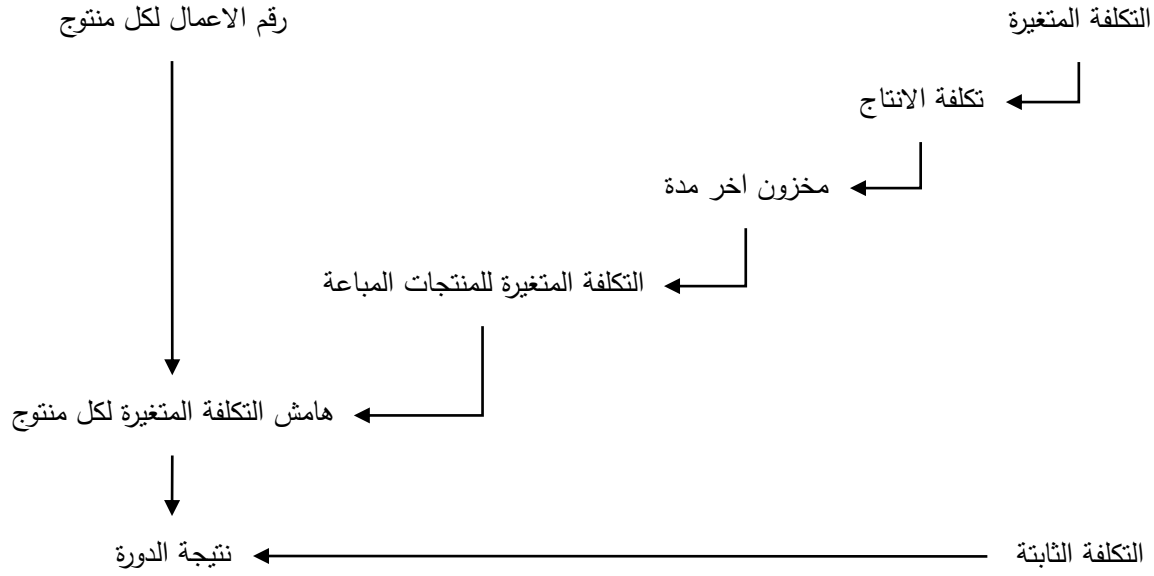 التكلفة المتغيرة
رقم الاعمال لكل منتوج
تكلفة الانتاج
مخزون اخر مدة
التكلفة المتغيرة للمنتجات المباعة
هامش التكلفة المتغيرة لكل منتوج
التكلفة الثابتة
نتيجة الدورة